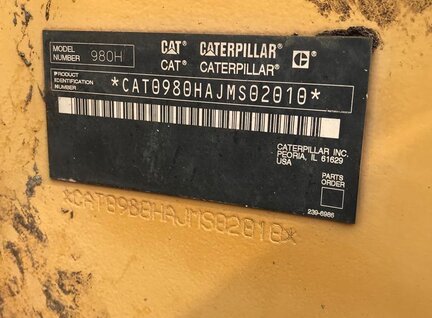 MODEL NUMBER 980H
CAT CATERPILLAR C
CAT CATERPILLAR
PRODUCT IDENTIFICATION NUMBER
*CAT0980HAJMS02010*
CATERPILLAR INC.
PEORIA, IL 61629
USA
PARTS ORDER
239-6986
*CAT0980HAJMS02010*